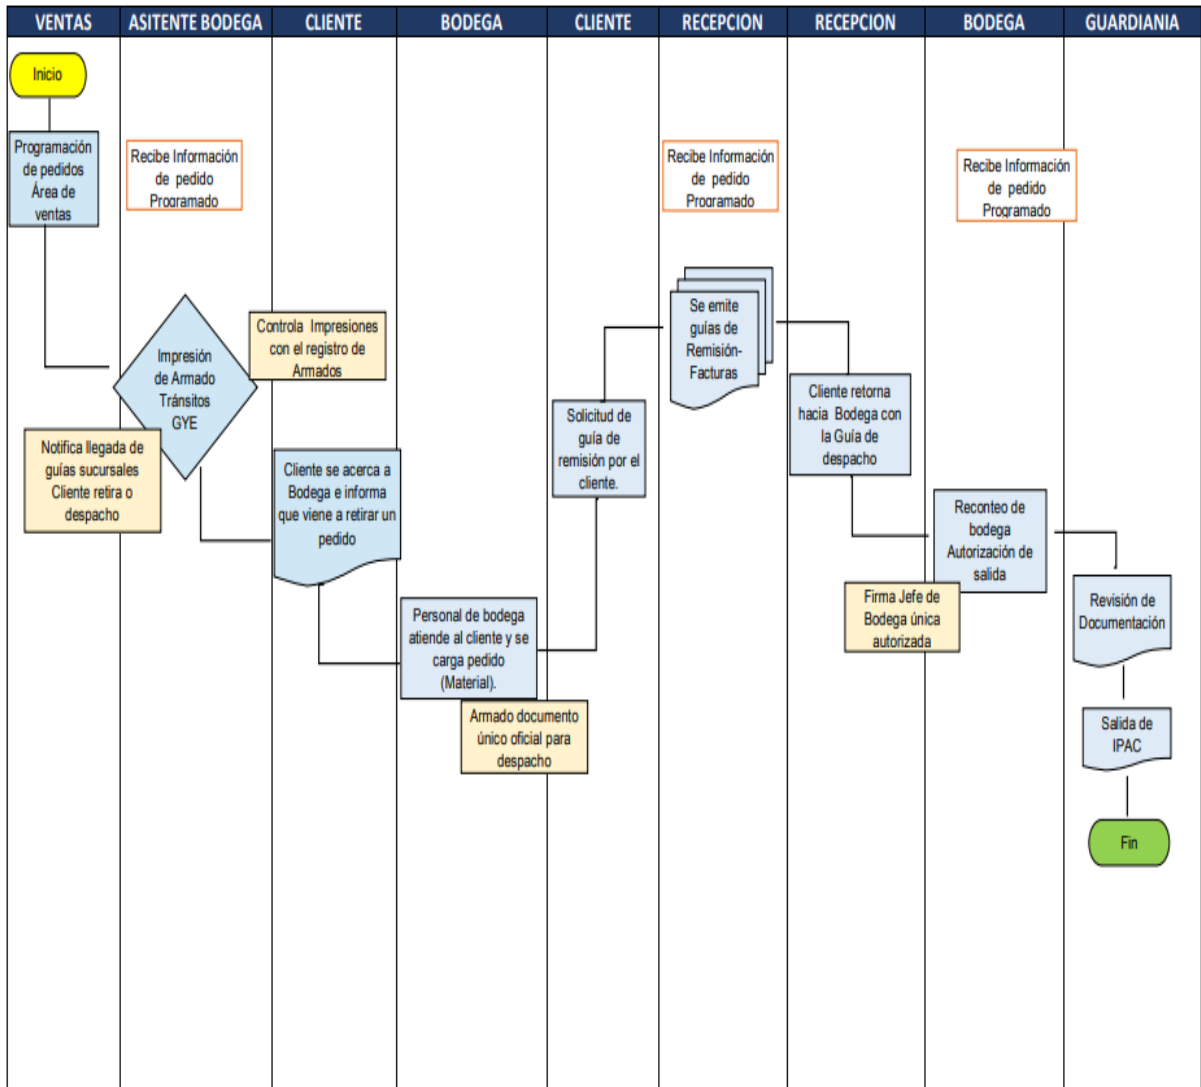 VENTAS
ASITENTE BODEGA
CLIENTE
BODEGA
CLIENTE
RECEPCION
RECEPCIÓN
BODEGA
GUARDIANIA
Inicio
Programación
de pedidos
Área de
ventas
Recibe Información
de pedido
Programado
Impresión
de Armado
Tránsitos
GYE
Controla Impresiones
con el registro de
Armados
Notifica llegada de
guías sucursales
Cliente retira o
despacho
Cliente se acerca a
Bodega e informa
que viene a retirar un
pedido
Personal de bodega
atiende al cliente y se
carga pedido
(Material).
Armado documento
único oficial para
despacho
Solicitud de
guía de
remisión por el
cliente.
Recibe Información
de pedido
Programado
Se emite
guías de
Remisión-
Facturas
Cliente retorna
hacia Bodega con
la Guía de
despacho
Recibe Información
de pedido
Programado
Reconteo de
bodega
Autorización de
salida
Firma Jefe de
Bodega única
autorizada
Revisión de
Documentación
Salida de
IPAC
Fin